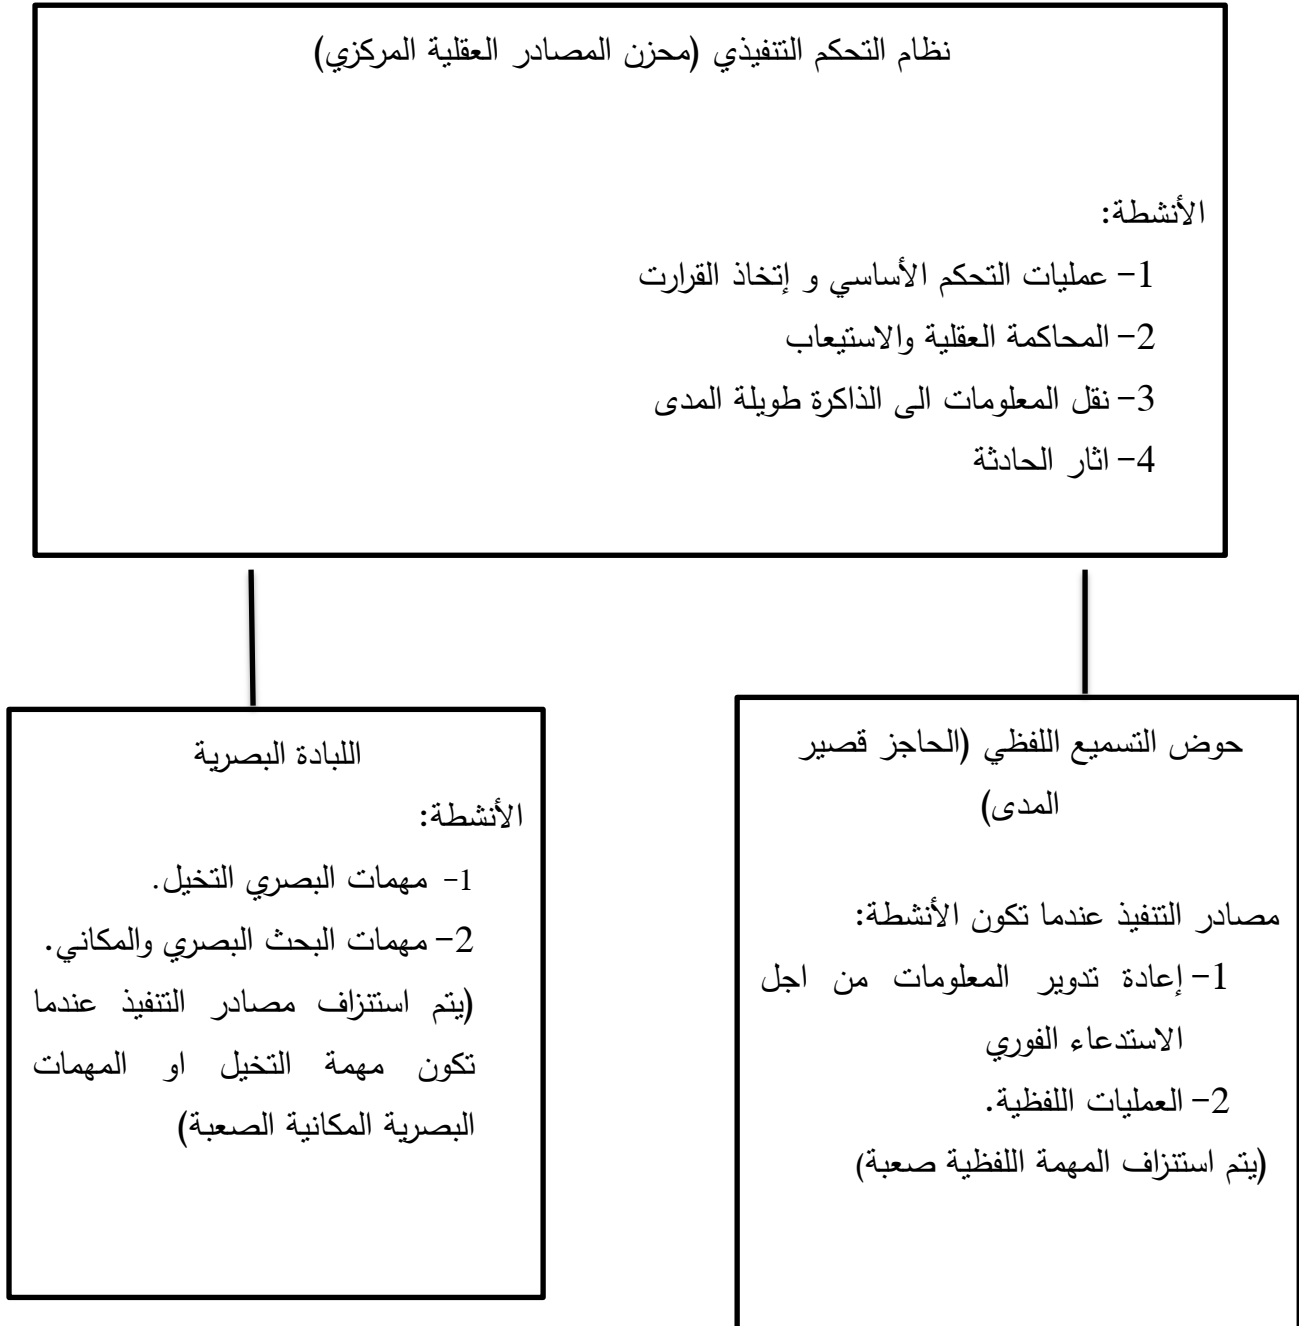 نظام التحكم التنفيذي (محزن المصادر العقلية المركزي)
الأنشطة:
1- عمليات التحكم الأساسي و إتخاذ القرارت
2- المحاكمة العقلية والاستيعاب
3- نقل المعلومات الى الذاكرة طويلة المدى
4- اثار الحادثة
حوض التسميع اللفظي (الحاجز قصير
المدى)
مصادر التنفيذ عندما تكون الأنشطة:
1- إعادة تدوير المعلومات من اجل
الاستدعاء الفوري
2- العمليات اللفظية.
(يتم استنزاف المهمة اللفظية صعبة)
اللبادة البصرية
الأنشطة:
1- مهمات البصري التخيل.
2- مهمات البحث البصري والمكاني.
(يتم استنزاف مصادر التنفيذ عندما
تكون مهمة التخيل او المهمات
البصرية المكانية الصعبة)